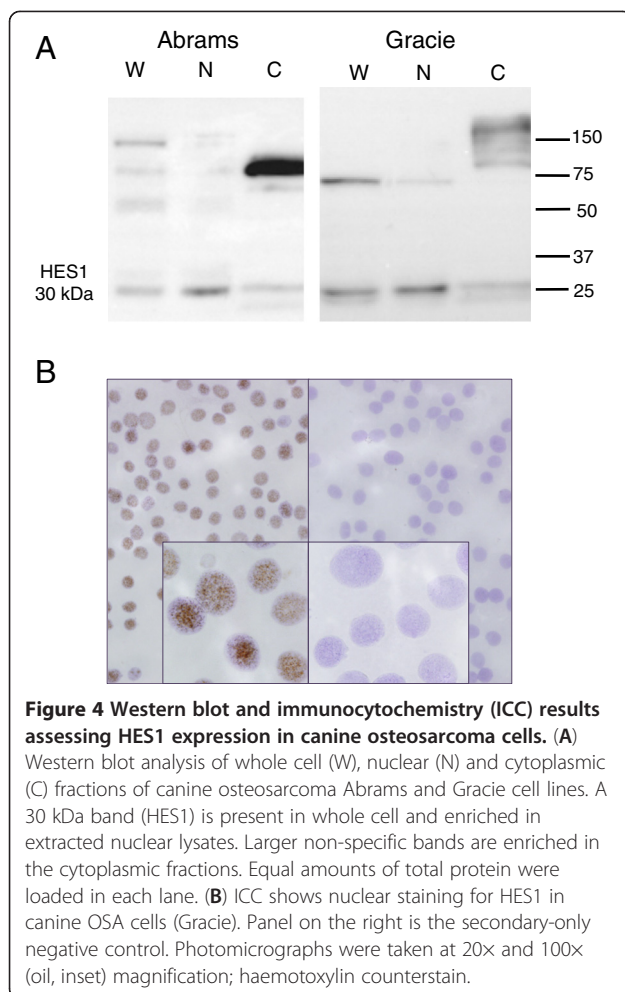 A
Abrams Gracie
W N C W N C
150
75
50
37
HES1
30 kDa
25
B
Figure 4 Western blot and immunocytochemistry (ICC) results
assessing HES1 expression in canine osteosarcoma cells. (A)
Western blot analysis of whole cell (W), nuclear (N) and cytoplasmic
(C) fractions of canine osteosarcoma Abrams and Gracie cell lines. A
30 kDa band (HES1) is present in whole cell and enriched in
extracted nuclear lysates. Larger non-specific bands are enriched in
the cytoplasmic fractions. Equal amounts of total protein were
loaded in each lane. (B) ICC shows nuclear staining for HES1 in
canine OSA cells (Gracie). Panel on the right is the secondary-only
negative control. Photomicrographs were taken at 20× and 100×
(oil, inset) magnification; haemotoxylin counterstain.